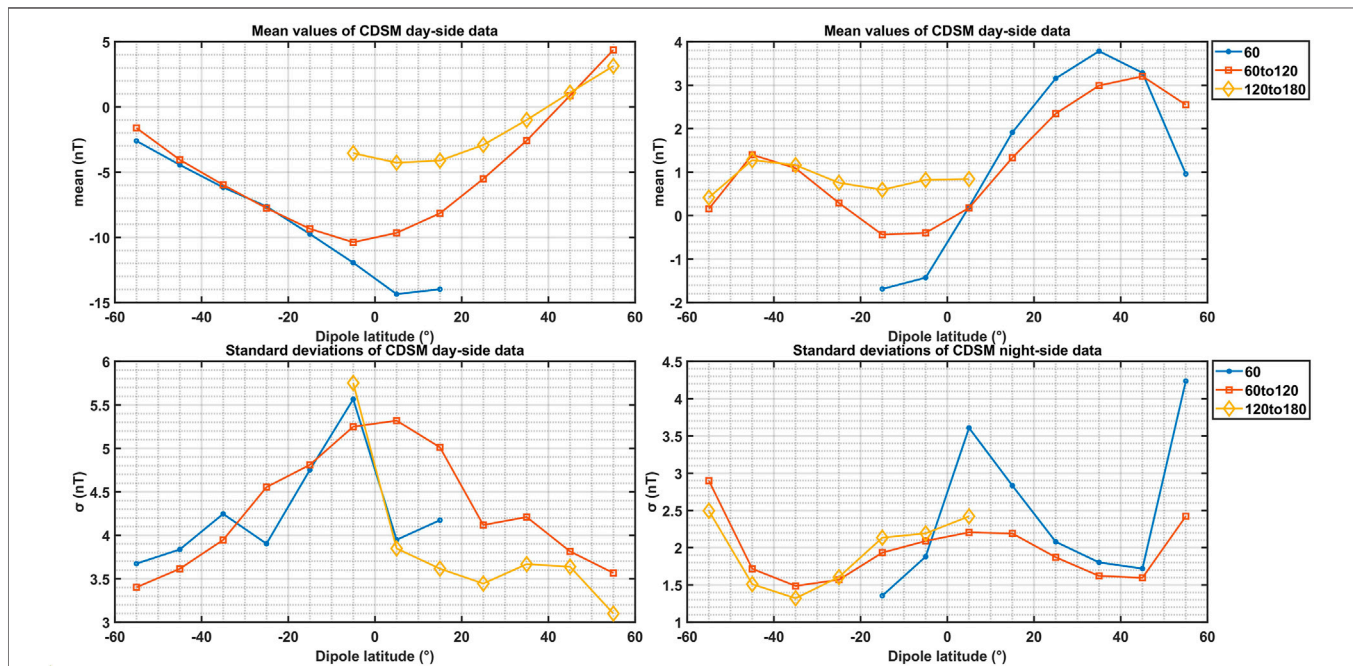 Mean values of CDSM day-side data
5
0
-5
-10
-15
mean (nT)
-60 -40 -20 0 20 40 60
Dipole latitude (°)
Mean values of CDSM day-side data
4
3
2
1
0
-1
-2
mean (nT)
-60 -40 -20 0 20 40 60
Dipole latitude (°)
60
60to120
120to180
Standard deviations of CDSM day-side data
6
5.5
5
4.5
4
3.5
3
σ (nT)
-60 -40 -20 0 20 40 60
Dipole latitude (°)
Standard deviations of CDSM night-side data
4.5
4
3.5
3
2.5
2
1.5
1
σ (nT)
-60 -40 -20 0 20 40 60
Dipole latitude (°)
60
60to120
120to180